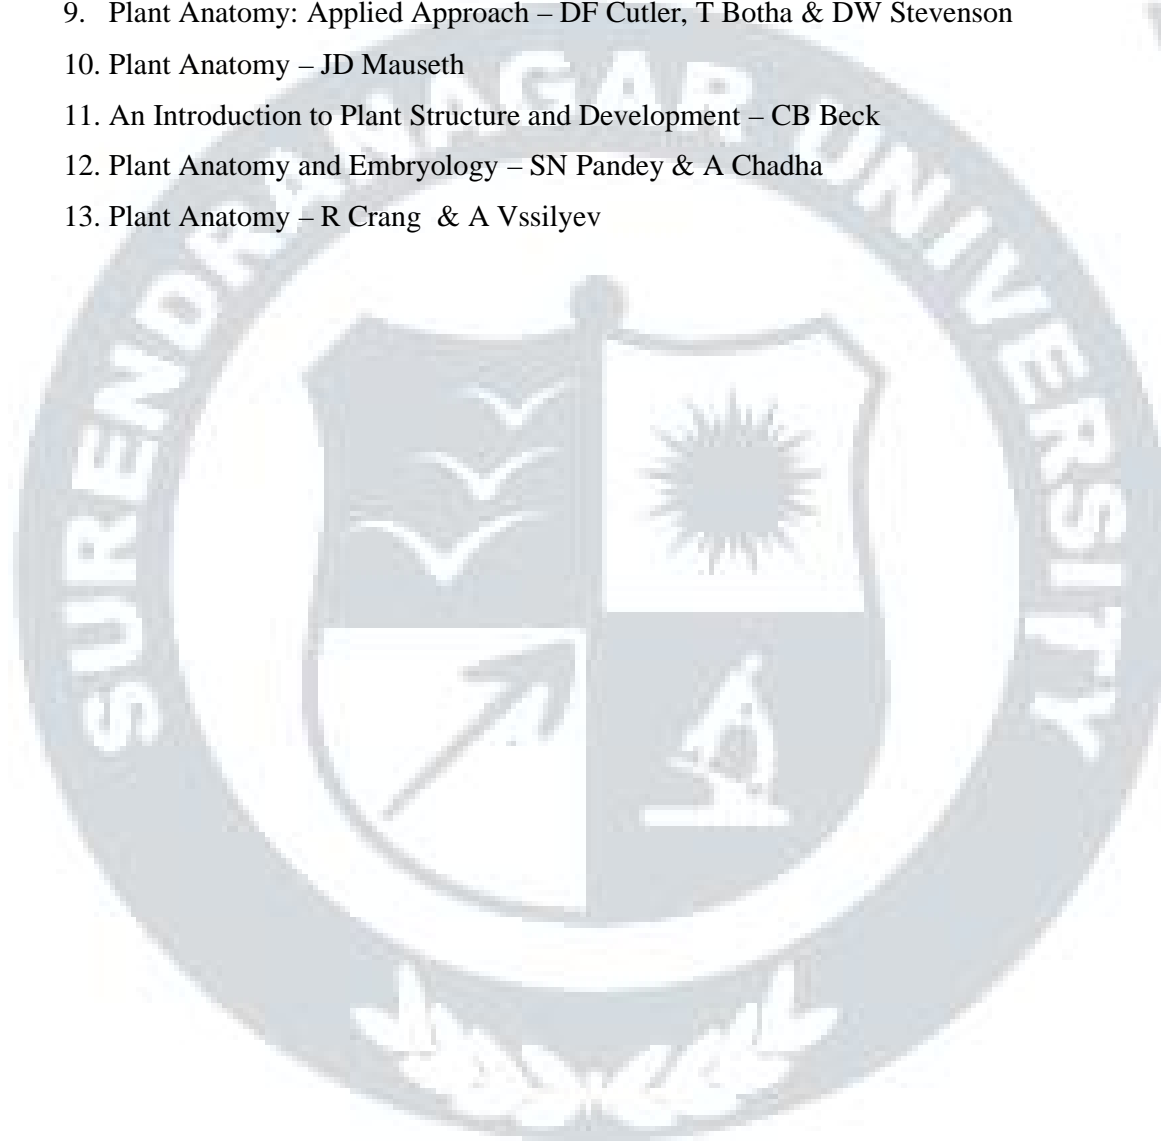 9. Plant Anatomy: Applied Approach – DF Cutler, T Botha & DW Stevenson
10. Plant Anatomy – JD Mauseth
11. An Introduction to Plant Structure and Development – CB Beck
12. Plant Anatomy and Embryology – SN Pandey & A Chadha
13. Plant Anatomy – R Crang & A Vssilyev
SURENDRANAGAR UNIVERSITY